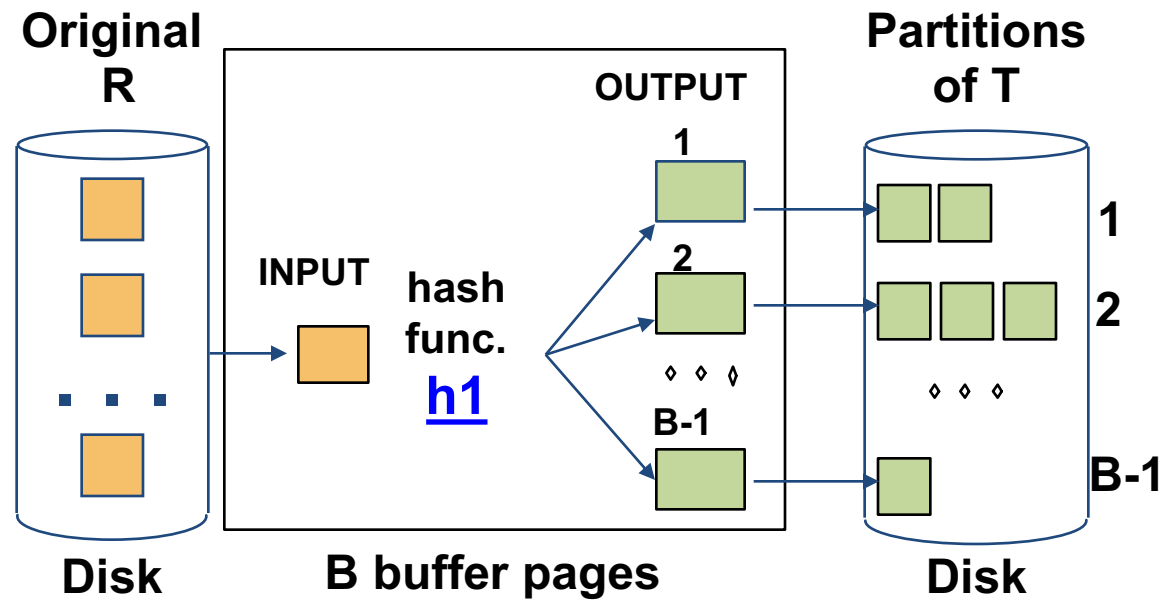 Original
R
Partitions
of T
OUTPUT
1
INPUT
hash
func.
h1
2
B-1
1
2
B-1
Disk
B buffer pages
Disk